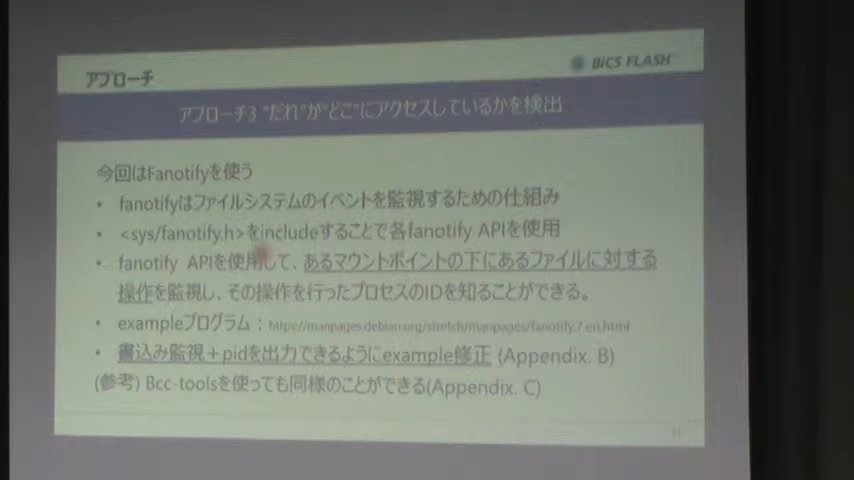 アプローチ
BiCS FLASH
アプローチ3 "だれ"が"どこ"にアクセスしているかを検出
今回はFanotifyを使う
• fanotifyはファイルシステムのイベントを監視するための仕組み
• <sys/fanotify.h>をincludeすることで各fanotify APIを使用
• fanotify APIを使用して、あるマウントポイントの下にあるファイルに対する
操作を監視し、その操作を行ったプロセスのIDを知ることができる。
• exampleプログラム：https://manpages.debian.org/stretch/manpages/fanotify.7.en.html
• 書込み監視+pidを出力できるようにexample修正 (Appendix. B)
(参考) Bcc-toolsを使っても同様のことができる(Appendix. C)